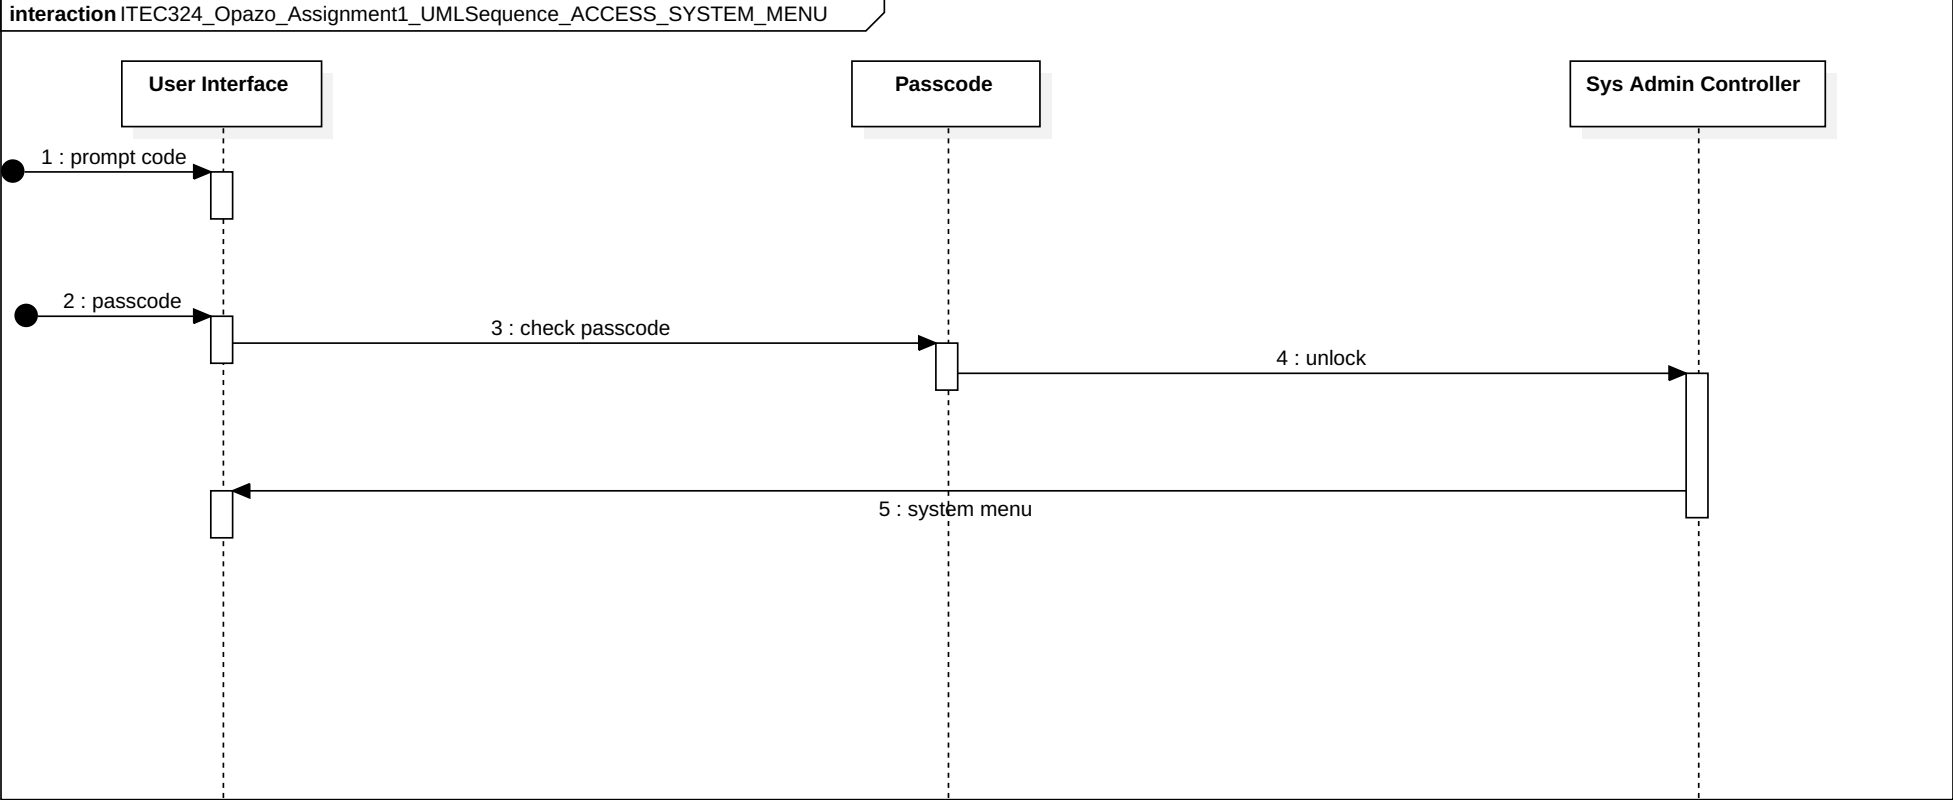 interaction ITEC324_Opazo_Assignment1_UMLSequence_ACCESS_SYSTEM_MENU
User Interface
Passcode
Sys Admin Controller
1 : prompt code
2 : passcode
3 : check passcode
4 : unlock
5 : system menu